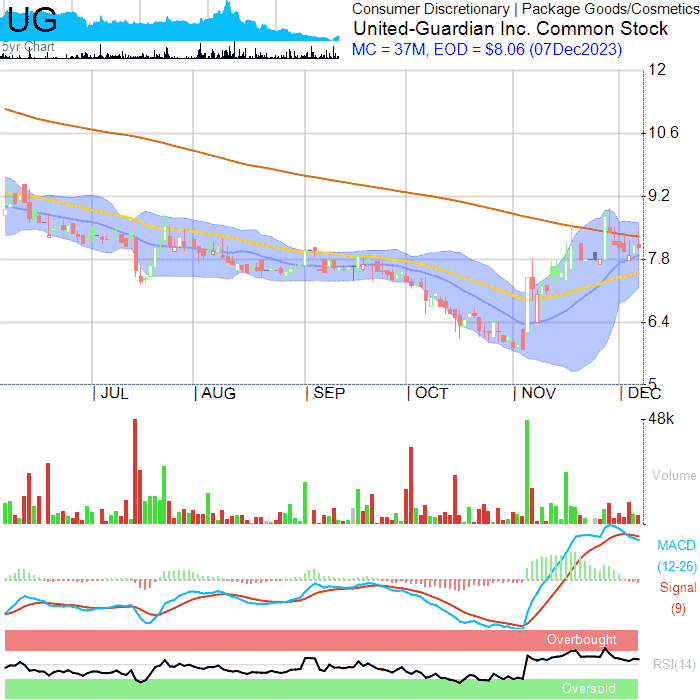 UG
5yr Chart
Consumer Discretionary | Package Goods/Cosmetics
United-Guardian Inc. Common Stock
MC = 37M, EOD = $8.06 (07Dec2023)
12
10.6
9.2
7.8
6.4
5
JUL AUG SEP OCT NOV DEC
48k
Volume
MACD
(12-26)
Signal
(9)
Overbought
RSI(14)
Oversold